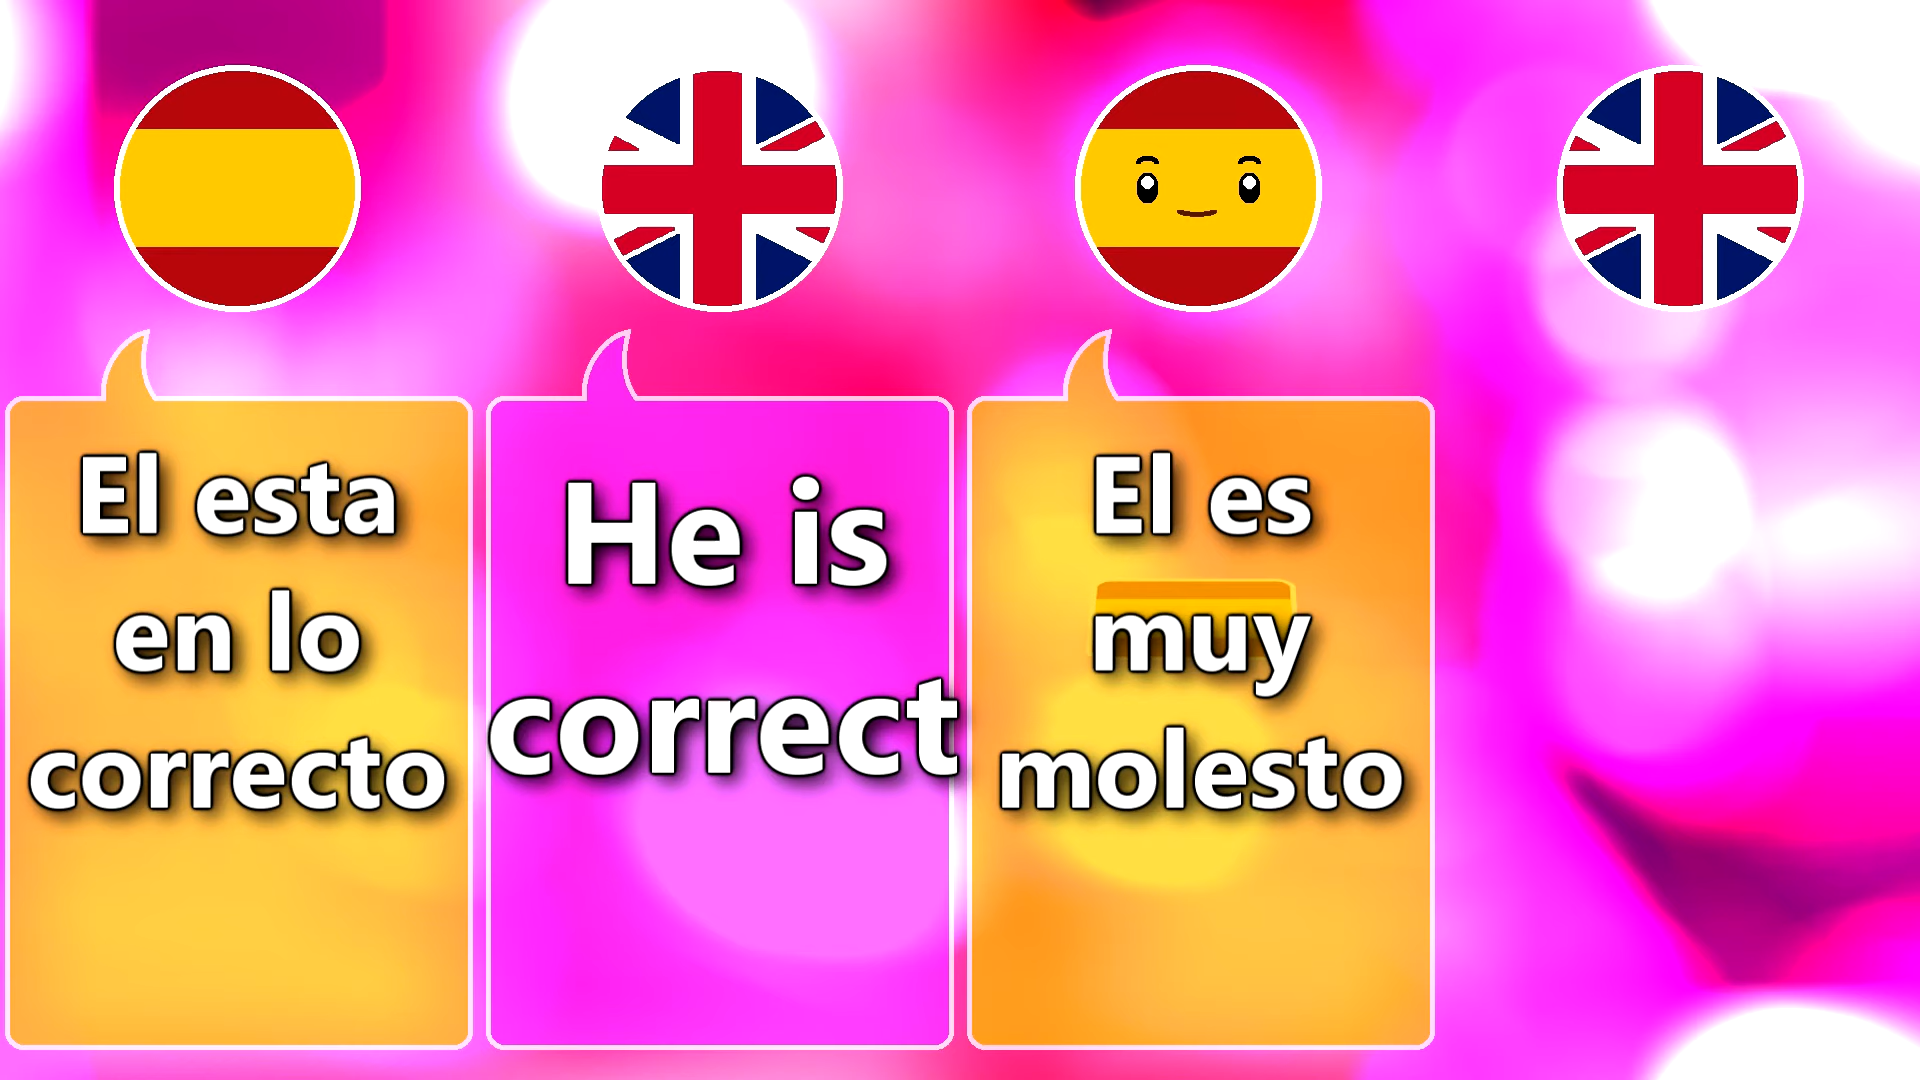 El esta
en lo
correcto
He is
correct
El es
muy
molesto